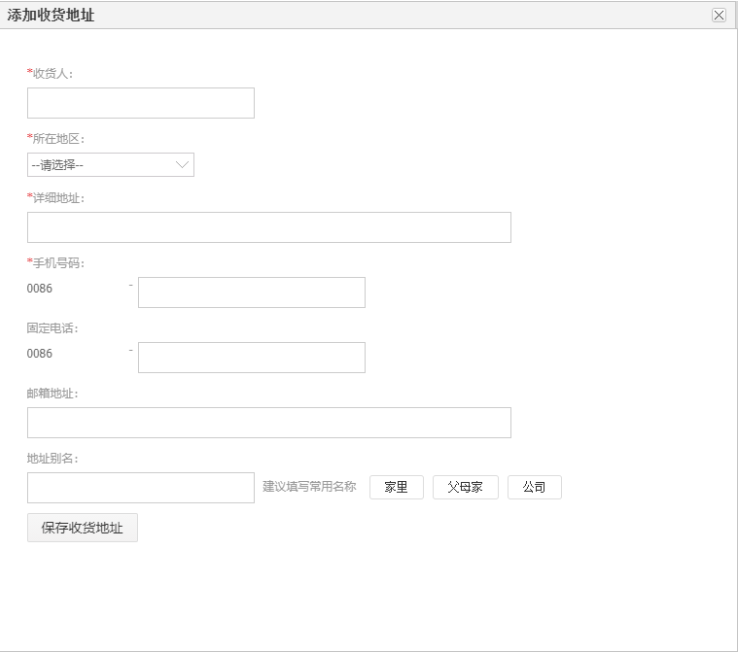 添加收货地址
*收货人:
*所在地区:
--请选择--
*详细地址:
*手机号码:
0086 -
固定电话:
0086 -
邮箱地址:
地址别名:
建议填写常用名称 家里 父母家 公司
保存收货地址